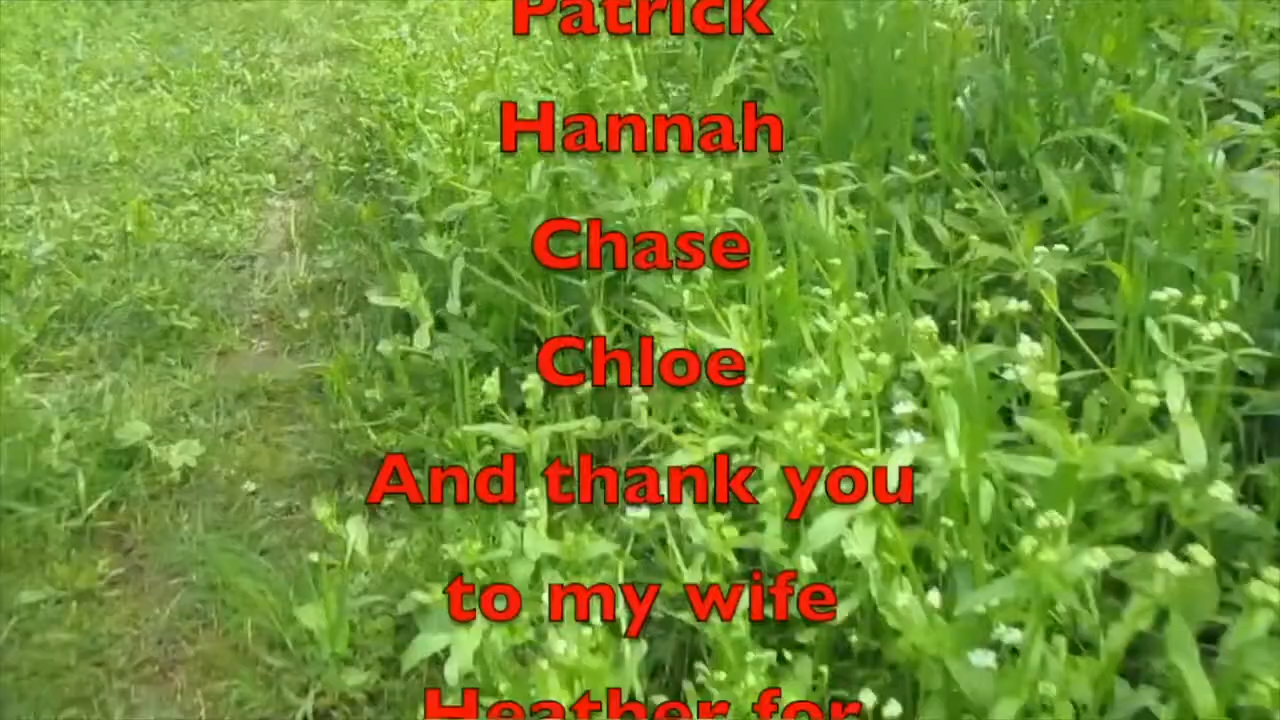 Patrick
Hannah
Chase
Chloe
And thank you
to my wife
Heather for